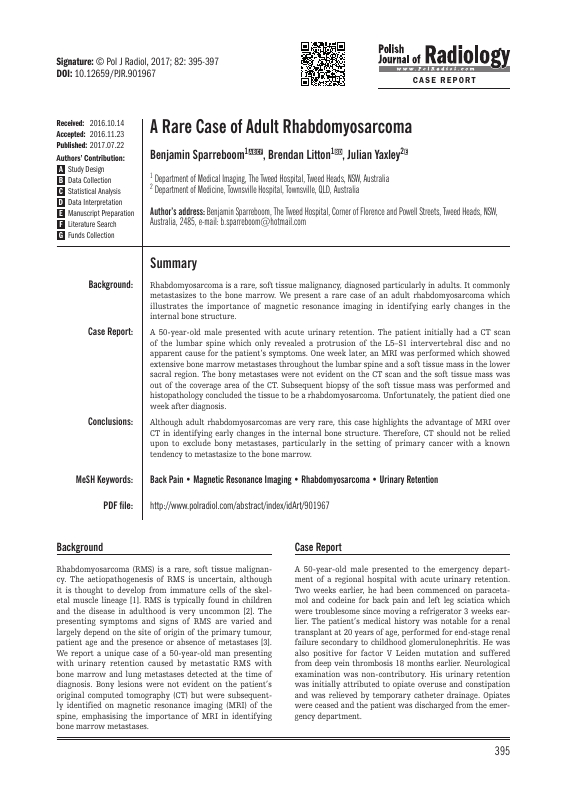 Signature: © Pol J Radiol, 2017; 82: 395-397
DOI: 10.12659/PJR.901967
Polish
Journal of Radiology
www.PolRadiol.com
CASE REPORT
Received: 2016.10.14
Accepted: 2016.11.23
Published: 2017.07.22
Authors' Contribution:
A Study Design
B Data Collection
C Statistical Analysis
D Data Interpretation
E Manuscript Preparation
F Literature Search
G Funds Collection
A Rare Case of Adult Rhabdomyosarcoma
Benjamin Sparreboom1, Brendan Litton1, Julian Yaxley2
1 Department of Medical Imaging, The Tweed Hospital, Tweed Heads, NSW, Australia
2 Department of Medicine, Townsville Hospital, Townsville, QLD, Australia
Author's address: Benjamin Sparreboom, The Tweed Hospital, Corner of Florence and Powell Streets, Tweed Heads, NSW,
Australia, 2485, e-mail: b.sparreboom@hotmail.com
Summary
Background:
Rhabdomyosarcoma is a rare, soft tissue malignancy, diagnosed particularly in adults. It commonly
metastasizes to the bone marrow. We present a rare case of an adult rhabdomyosarcoma which
illustrates the importance of magnetic resonance imaging in identifying early changes in the
internal bone structure.
Case Report:
A 50-year-old male presented with acute urinary retention. The patient initially had a CT scan
of the lumbar spine which only revealed a protrusion of the L5–S1 intervertebral disc and no
apparent cause for the patient's symptoms. One week later, an MRI was performed which showed
extensive bone marrow metastases throughout the lumbar spine and a soft tissue mass in the lower
sacral region. The bony metastases were not evident on the CT scan and the soft tissue mass was
out of the coverage area of the CT. Subsequent biopsy of the soft tissue mass was performed and
histopathology concluded the tissue to be a rhabdomyosarcoma. Unfortunately, the patient died one
week after diagnosis.
Conclusions:
Although adult rhabdomyosarcomas are very rare, this case highlights the advantage of MRI over
CT in identifying early changes in the internal bone structure. Therefore, CT should not be relied
upon to exclude bony metastases, particularly in the setting of primary cancer with a known
tendency to metastasize to the bone marrow.
MeSH Keywords:
Back Pain • Magnetic Resonance Imaging • Rhabdomyosarcoma • Urinary Retention
PDF file:
http://www.polradiol.com/abstract/index/idArt/901967
Background
Rhabdomyosarcoma (RMS) is a rare, soft tissue malignan-
cy. The aetiopathogenesis of RMS is uncertain, although
it is thought to develop from immature cells of the skel-
etal muscle lineage [1]. RMS is typically found in children
and the disease in adulthood is very uncommon [2]. The
presenting symptoms and signs of RMS are varied and
largely depend on the site of origin of the primary tumour,
patient age and the presence or absence of metastases [3].
We report a unique case of a 50-year-old man presenting
with urinary retention caused by metastatic RMS with
bone marrow and lung metastases detected at the time of
diagnosis. Bony lesions were not evident on the patient's
original computed tomography (CT) but were subsequent-
ly identified on magnetic resonance imaging (MRI) of the
spine, emphasising the importance of MRI in identifying
bone marrow metastases.
Case Report
A 50-year-old male presented to the emergency depart-
ment of a regional hospital with acute urinary retention.
Two weeks earlier, he had been commenced on paraceta-
mol and codeine for back pain and left leg sciatica which
were troublesome since moving a refrigerator 3 weeks ear-
lier. The patient's medical history was notable for a renal
transplant at 20 years of age, performed for end-stage renal
failure secondary to childhood glomerulonephritis. He was
also positive for factor V Leiden mutation and suffered
from deep vein thrombosis 18 months earlier. Neurological
examination was non-contributory. His urinary retention
was initially attributed to opiate overuse and constipation
and was relieved by temporary catheter drainage. Opiates
were ceased and the patient was discharged from the emer-
gency department.
395